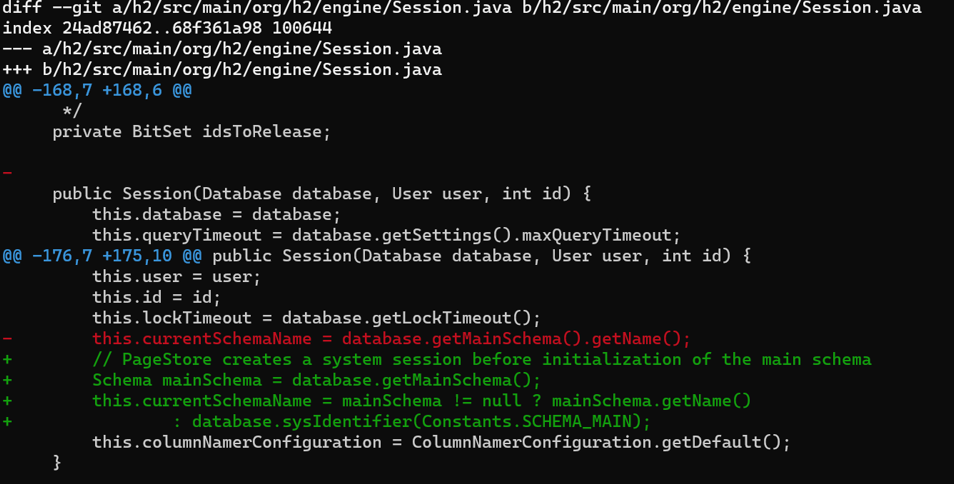 diff --git a/h2/src/main/org/h2/engine/Session.java b/h2/src/main/org/h2/engine/Session.java
index 24ad87462..68f361a98 100644
--- a/h2/src/main/org/h2/engine/Session.java
+++ b/h2/src/main/org/h2/engine/Session.java
@@ -168,7 +168,6 @@
      */
     private BitSet idsToRelease;

-
     public Session(Database database, User user, int id) {
         this.database = database;
         this.queryTimeout = database.getSettings().maxQueryTimeout;
@@ -176,7 +175,10 @@ public Session(Database database, User user, int id) {
         this.user = user;
         this.id = id;
         this.lockTimeout = database.getLockTimeout();
-        this.currentSchemaName = database.getMainSchema().getName();
+        // PageStore creates a system session before initialization of the main schema
+        Schema mainSchema = database.getMainSchema();
+        this.currentSchemaName = mainSchema != null ? mainSchema.getName()
+                : database.sysIdentifier(Constants.SCHEMA_MAIN);
         this.columnNamerConfiguration = ColumnNamerConfiguration.getDefault();
     }